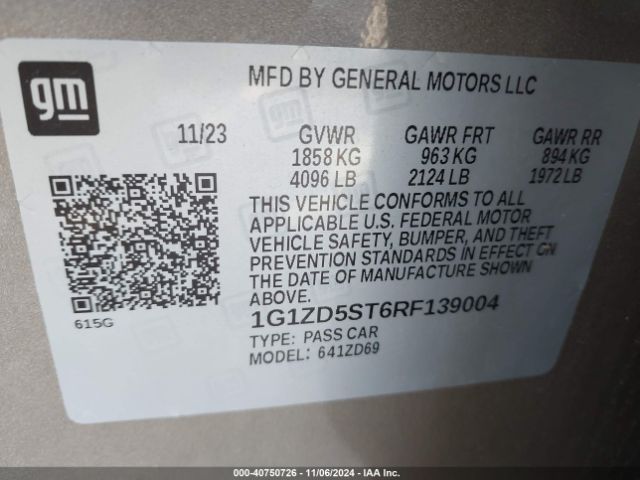 gm
MFD BY GENERAL MOTORS LLC
11/23 GVWR GAWR FRT GAWR RR
1858 KG 963 KG 894 KG
4096 LB 2124 LB 1972 LB
THIS VEHICLE CONFORMS TO ALL
APPLICABLE U.S. FEDERAL MOTOR
VEHICLE SAFETY, BUMPER, AND THEFT
PREVENTION STANDARDS IN EFFECT ON
THE DATE OF MANUFACTURE SHOWN
ABOVE.
615G
1G1ZD5ST6RF139004
TYPE: PASS CAR
MODEL: 641ZD69
000-40750726 - 11/06/2024 - IAA Inc.